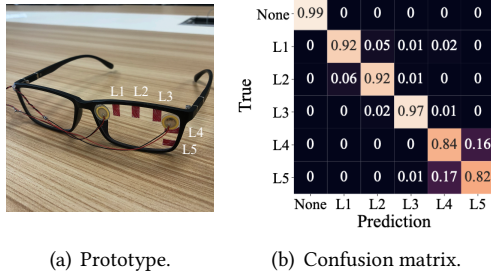 L1 L2 L3
L4
L5
True
None 0.99 0 0 0 0 0
L1 0 0.92 0.05 0.01 0.02 0
L2 0 0.06 0.92 0.01 0 0
L3 0 0 0.02 0.97 0.01 0
L4 0 0 0 0 0.84 0.16
L5 0 0 0 0.01 0.17 0.82
None L1 L2 L3 L4 L5
Prediction
(a) Prototype.
(b) Confusion matrix.